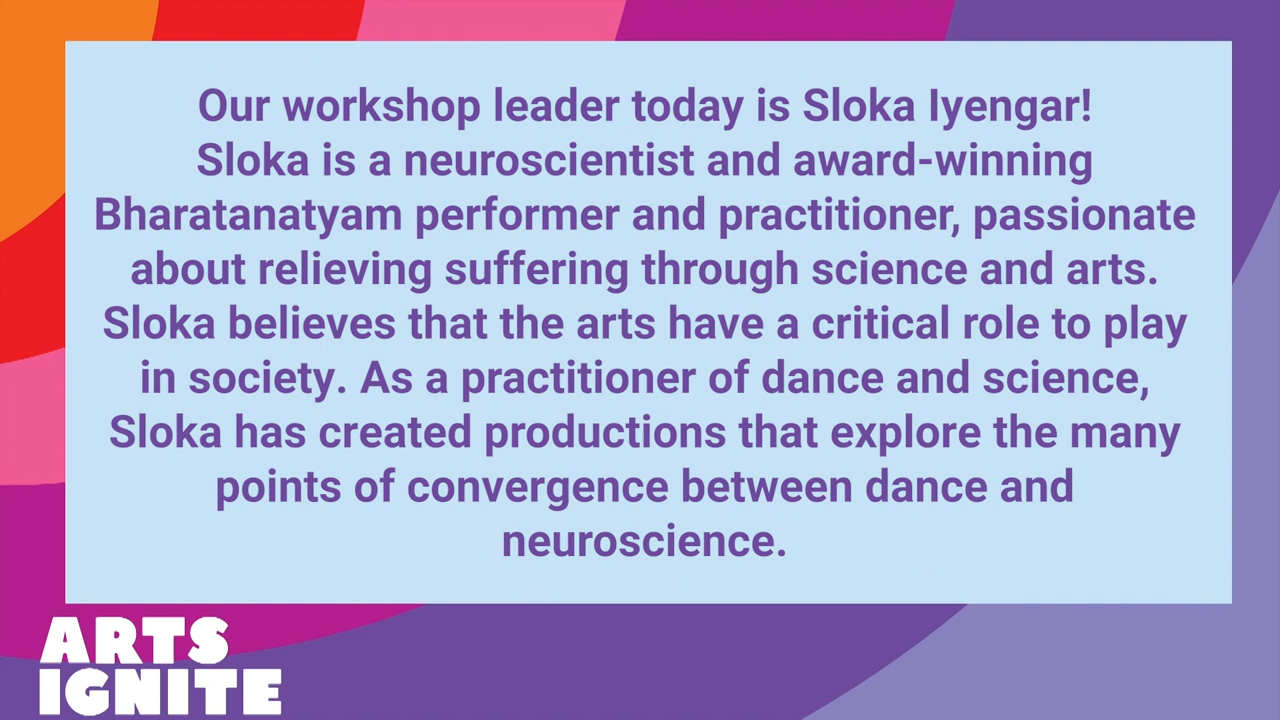 Our workshop leader today is Sloka Iyengar!
Sloka is a neuroscientist and award-winning
Bharatanatyam performer and practitioner, passionate
about relieving suffering through science and arts.
Sloka believes that the arts have a critical role to play
in society. As a practitioner of dance and science,
Sloka has created productions that explore the many
points of convergence between dance and
neuroscience.
ARTS
IGNITE